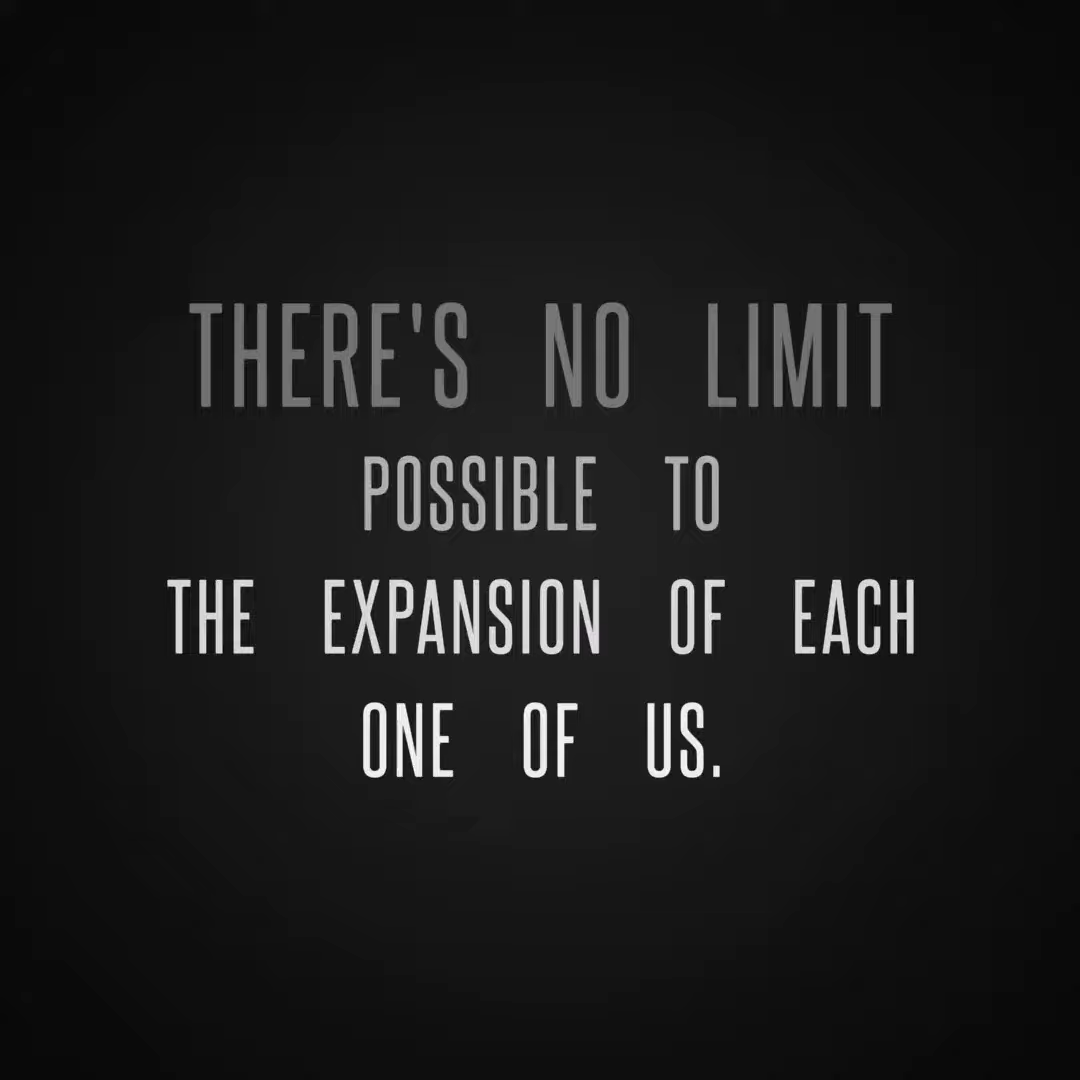 THERE'S NO LIMIT
POSSIBLE TO
THE EXPANSION OF EACH
ONE OF US.